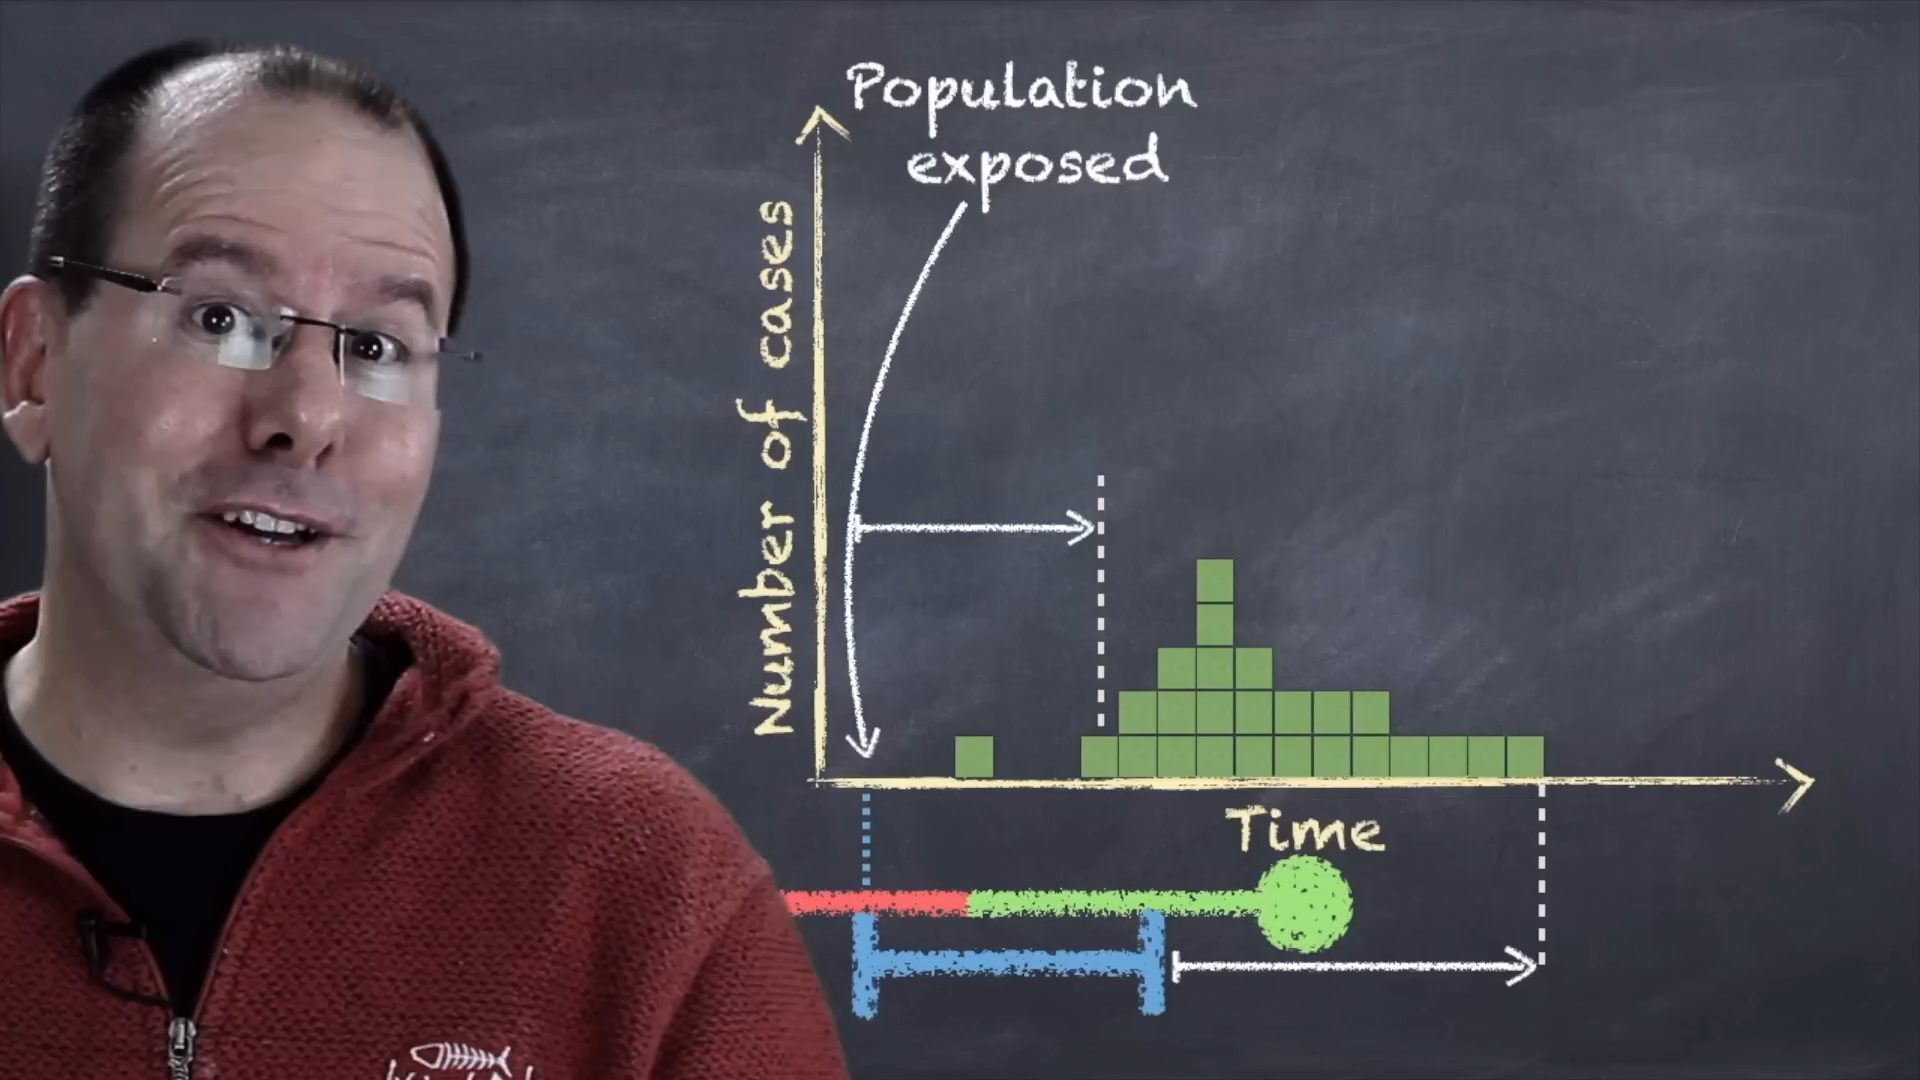 Population
exposed
Number of cases
Time